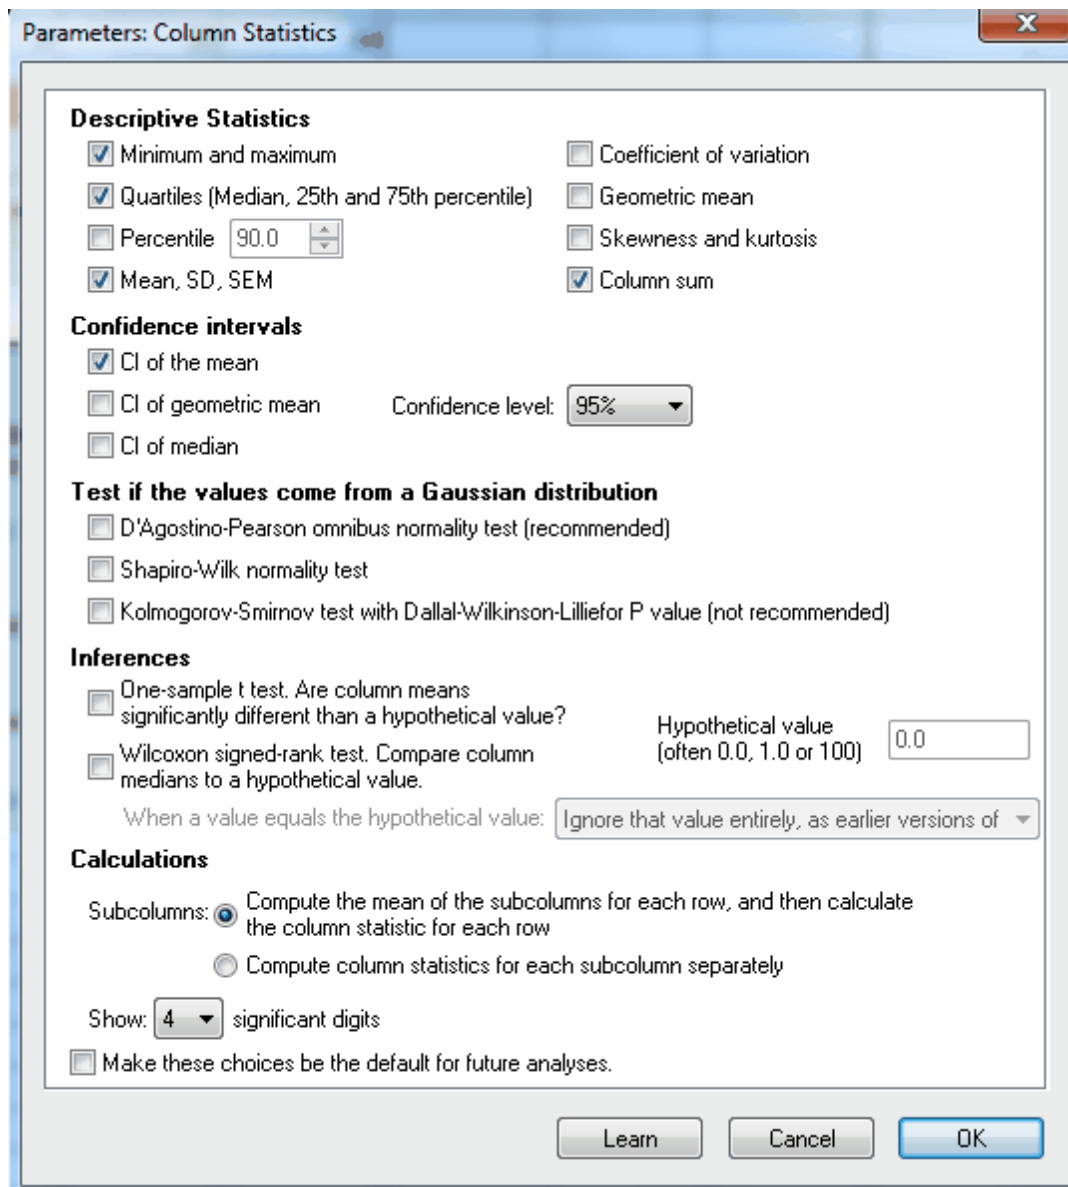 Parameters: Column Statistics
Descriptive Statistics
Minimum and maximum
Coefficient of variation
Quartiles (Median, 25th and 75th percentile)
Geometric mean
Percentile 90.0
Skewness and kurtosis
Mean, SD, SEM
Column sum
Confidence intervals
CI of the mean
CI of geometric mean
Confidence level: 95%
CI of median
Test if the values come from a Gaussian distribution
D'Agostino-Pearson omnibus normality test (recommended)
Shapiro-Wilk normality test
Kolmogorov-Smirnov test with Dallal-Wilkinson-Lilliefor P value (not recommended)
Inferences
One-sample t test. Are column means
significantly different than a hypothetical value?
Wilcoxon signed-rank test. Compare column
medians to a hypothetical value.
Hypothetical value
(often 0.0, 1.0 or 100)
0.0
When a value equals the hypothetical value: Ignore that value entirely, as earlier versions of
Calculations
Subcolumns: Compute the mean of the subcolumns for each row, and then calculate
the column statistic for each row
Compute column statistics for each subcolumn separately
Show: 4 significant digits
Make these choices be the default for future analyses.
Learn
Cancel
OK